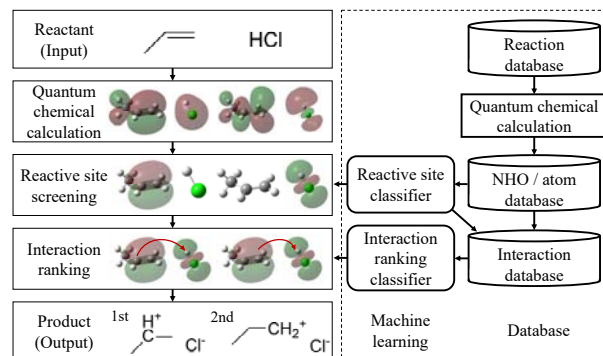 Reactant
(Input)
HCl
Quantum
chemical
calculation
Reactive site
screening
Interaction
ranking
Product
(Output)
1st
H+
Cl-
2nd
CH2+
Cl-
Reactive site
classifier
Interaction
ranking
classifier
Machine
learning
Reaction
database
Quantum chemical
calculation
NHO / atom
database
Interaction
database
Database